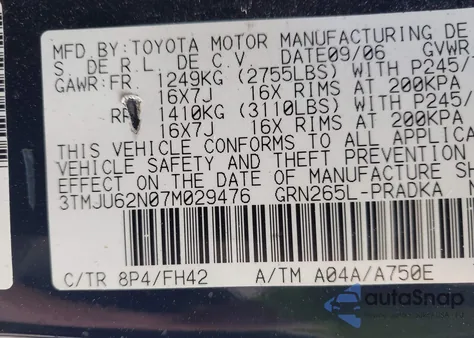 MFD BY: TOYOTA MOTOR MANUFACTURING DE
S. DE R.L. DE C.V. DATE09/06 GVWR
GAWR:FR 1249KG (2755LBS) WITH P245/
16X7J 16X RIMS AT 200KPA
RR 1410KG (3110LBS) WITH P245/
16X7J 16X RIMS AT 200KPA
THIS VEHICLE CONFORMS TO ALL APPLICA
VEHICLE SAFETY AND THEFT PREVENTION
EFFECT ON THE DATE OF MANUFACTURE SH
3TMJU62N07M029476 GRN265L-PRADKA
C/TR 8P4/FH42 A/TM A04A/A750E
autoSnap